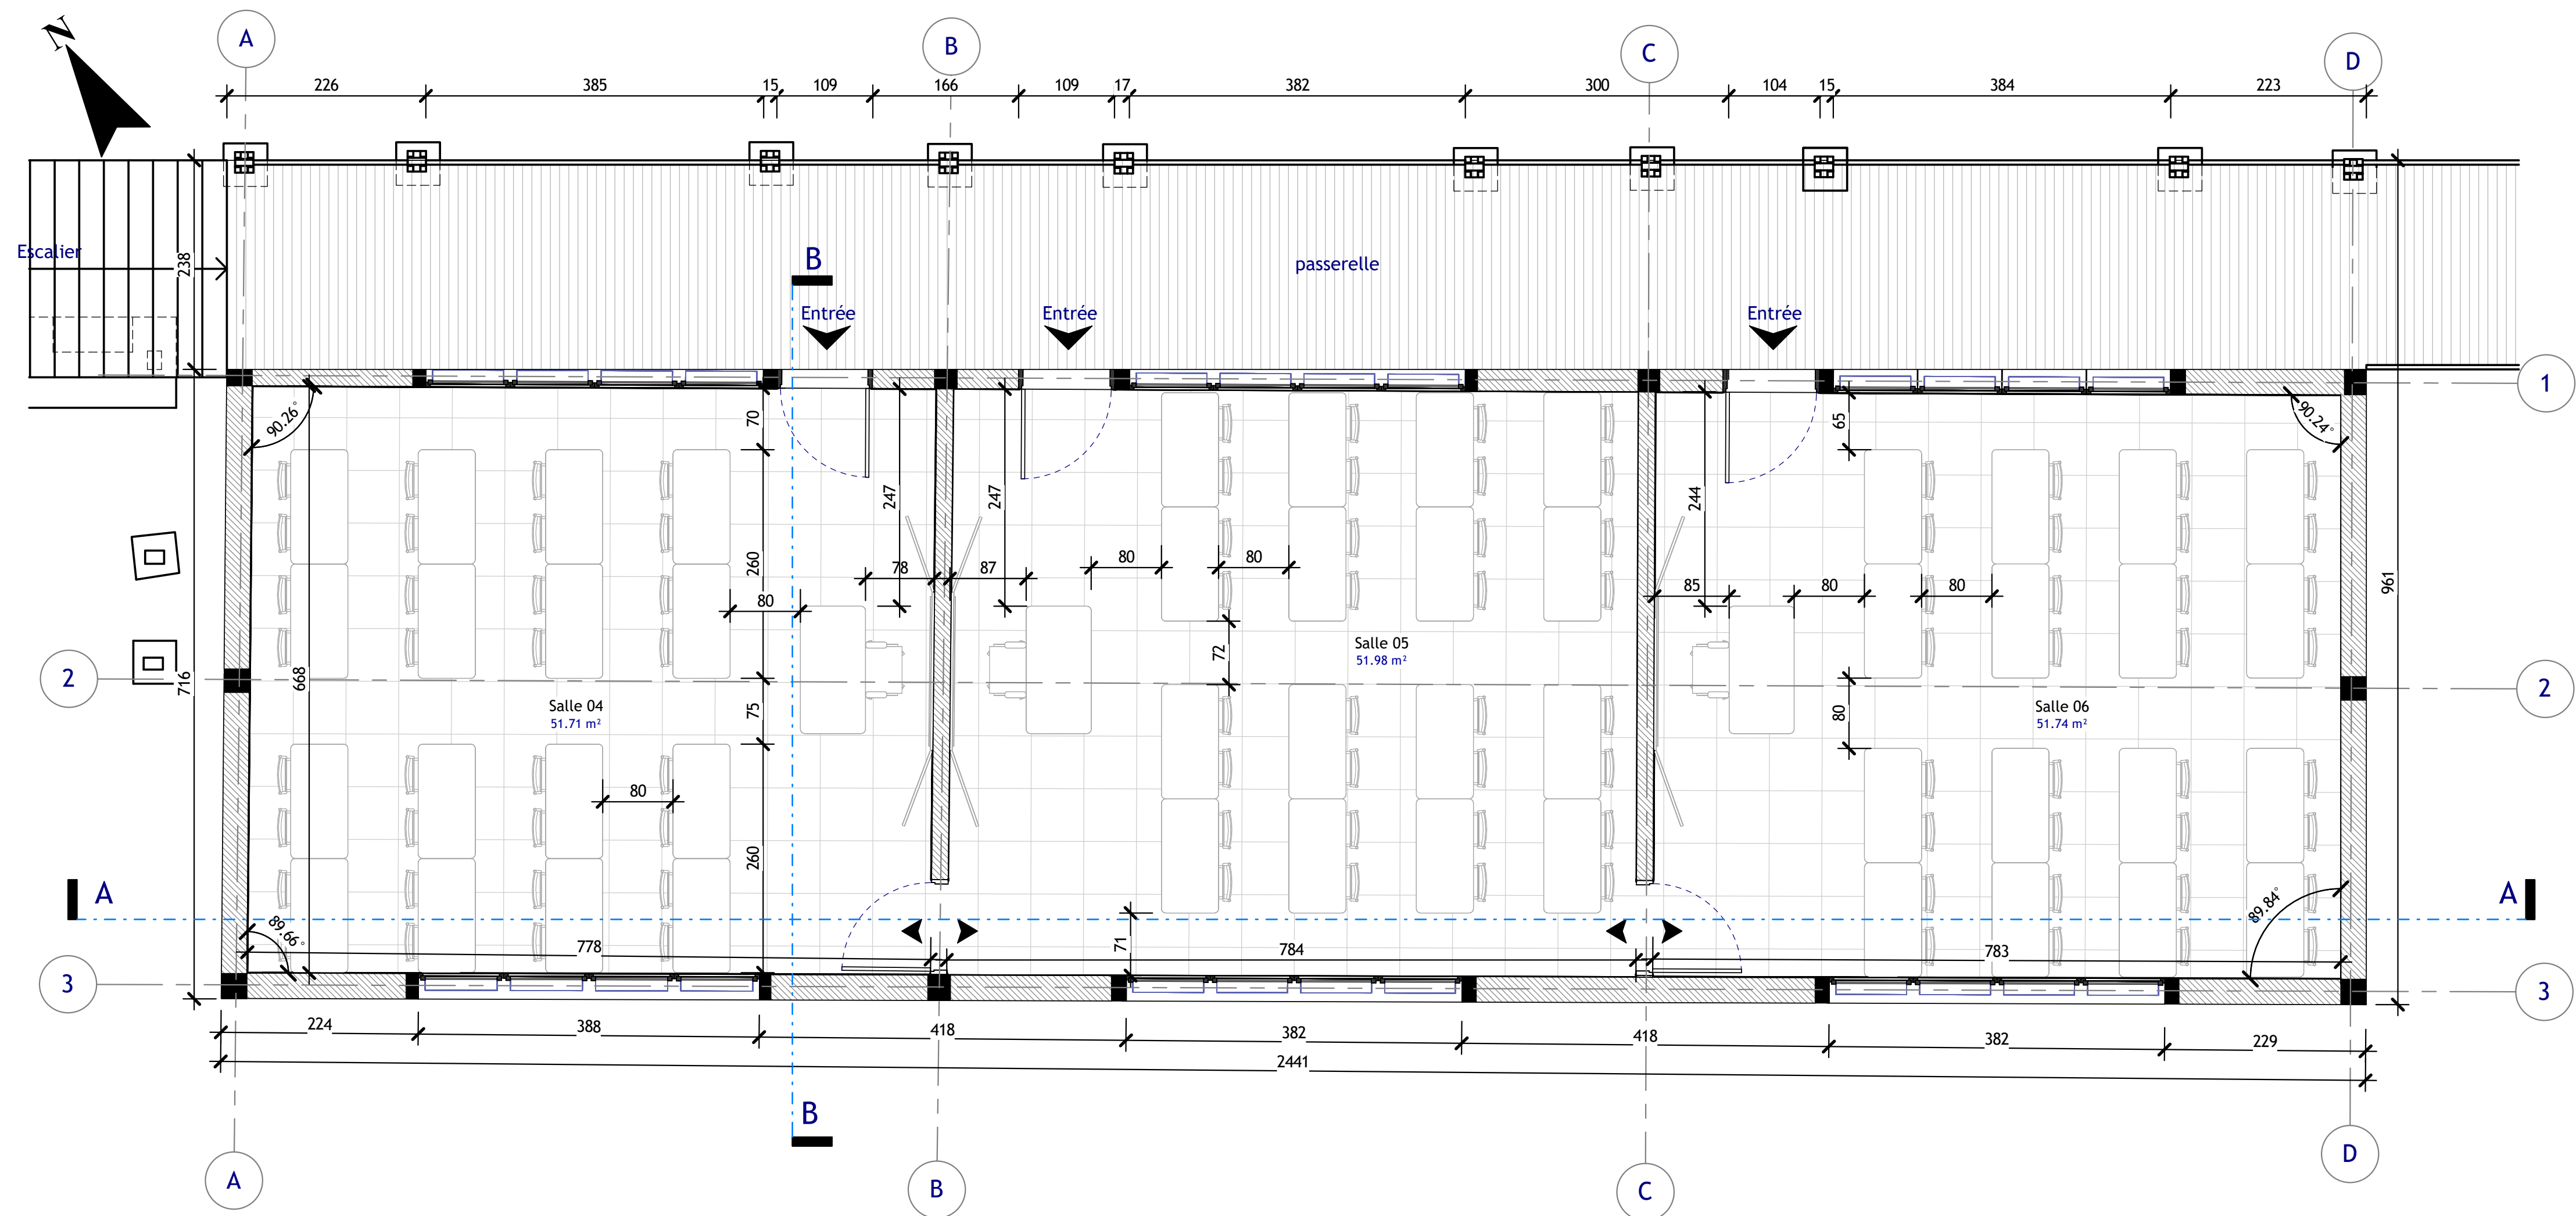 N
A
B
C
D
226 385 15 109 166 109 17 382 300 104 15 384 223
Escalier
238
B
passerelle
Entrée
Entrée
Entrée
1
90.26°
70
247
247
244
65
90.24°
260
78
87
80
80
85
80
80
80
961
2
716
668
72
Salle 05
51.98 m²
2
Salle 04
51.71 m²
75
80
Salle 06
51.74 m²
80
260
A
A
89.66°
89.84°
778
71
784
783
3
3
224 388 418 382 418 382 229
2441
B
A
B
C
D